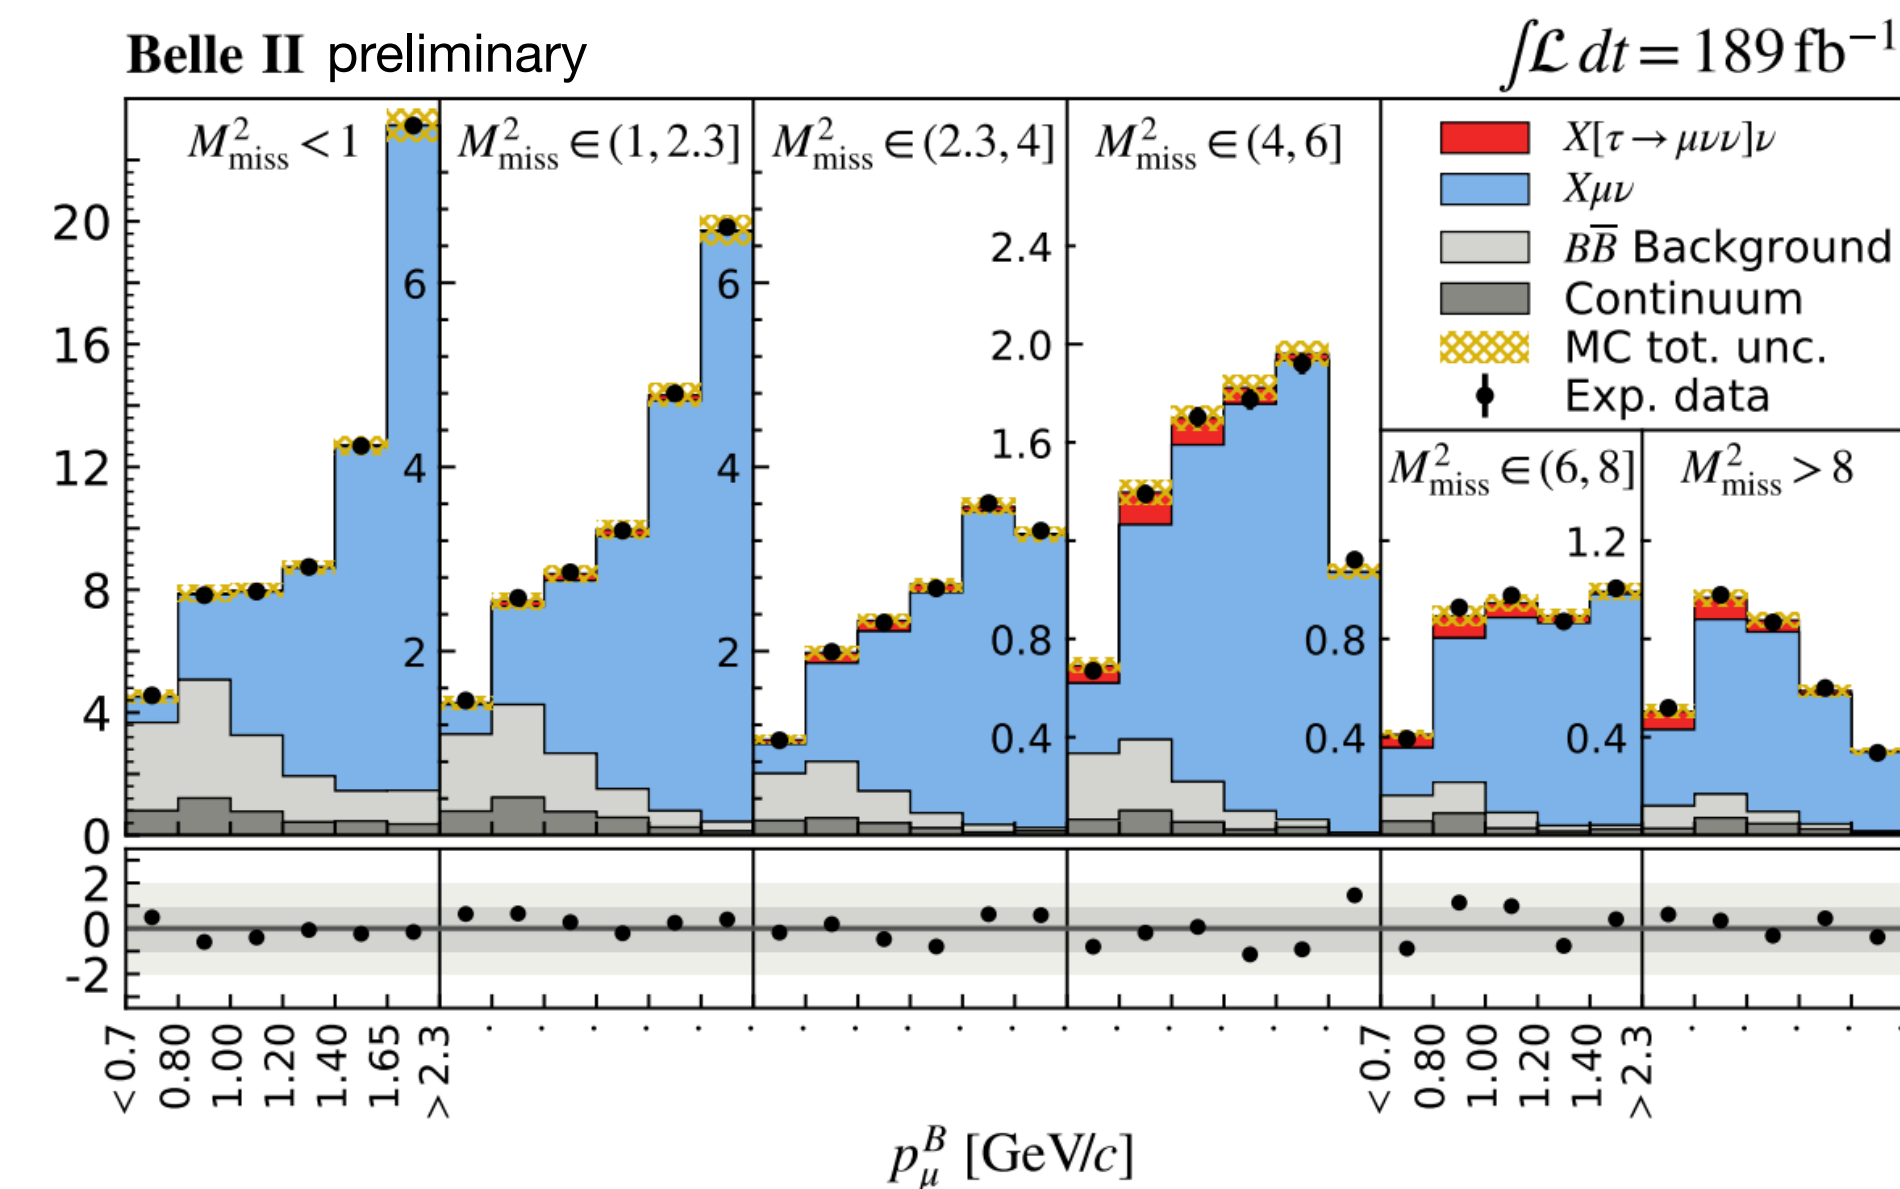 Belle II preliminary
∫ℒ dt = 189 fb⁻¹
M²miss < 1
M²miss ∈ (1, 2.3]
M²miss ∈ (2.3, 4]
M²miss ∈ (4, 6]
X[τ → μνν]ν
Xμν
BB̅ Background
Continuum
MC tot. unc.
Exp. data
M²miss ∈ (6, 8]
M²miss > 8
20
16
12
8
4
0
6
4
2
6
4
2
2.4
2.0
1.6
0.8
0.4
0.8
0.4
1.2
0.4
2
0
-2
< 0.7
0.80
1.00
1.20
1.40
1.65
> 2.3
< 0.7
0.80
1.00
1.20
1.40
> 2.3
pᴮμ [GeV/c]